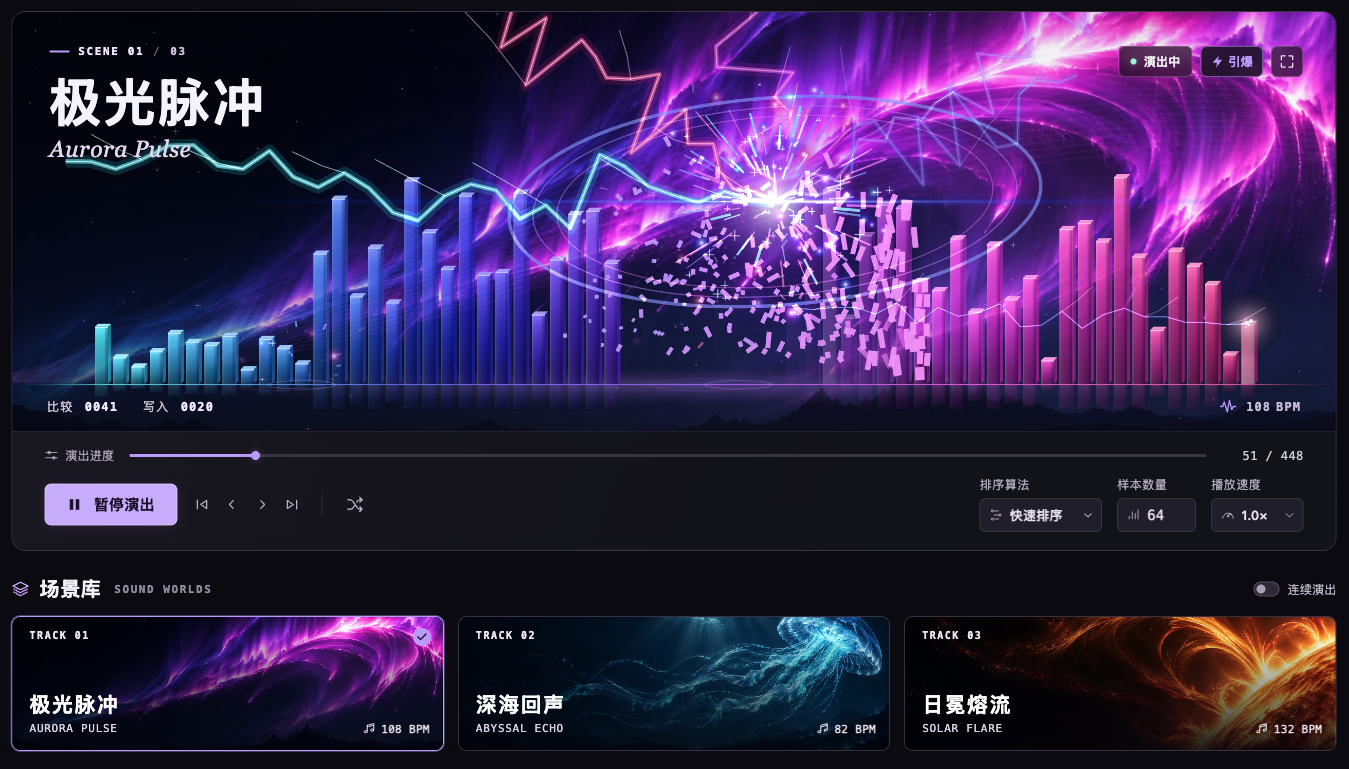 SCENE 01 / 03
极光脉冲
Aurora Pulse
演出中 引爆
比较 0041 写入 0020
108 BPM
演出进度
51 / 448
暂停演出
排序算法 样本数量 播放速度
快速排序 64 1.0×
场景库 SOUND WORLDS
连续演出
TRACK 01
极光脉冲
AURORA PULSE
108 BPM
TRACK 02
深海回声
ABYSSAL ECHO
82 BPM
TRACK 03
日冕熔流
SOLAR FLARE
132 BPM